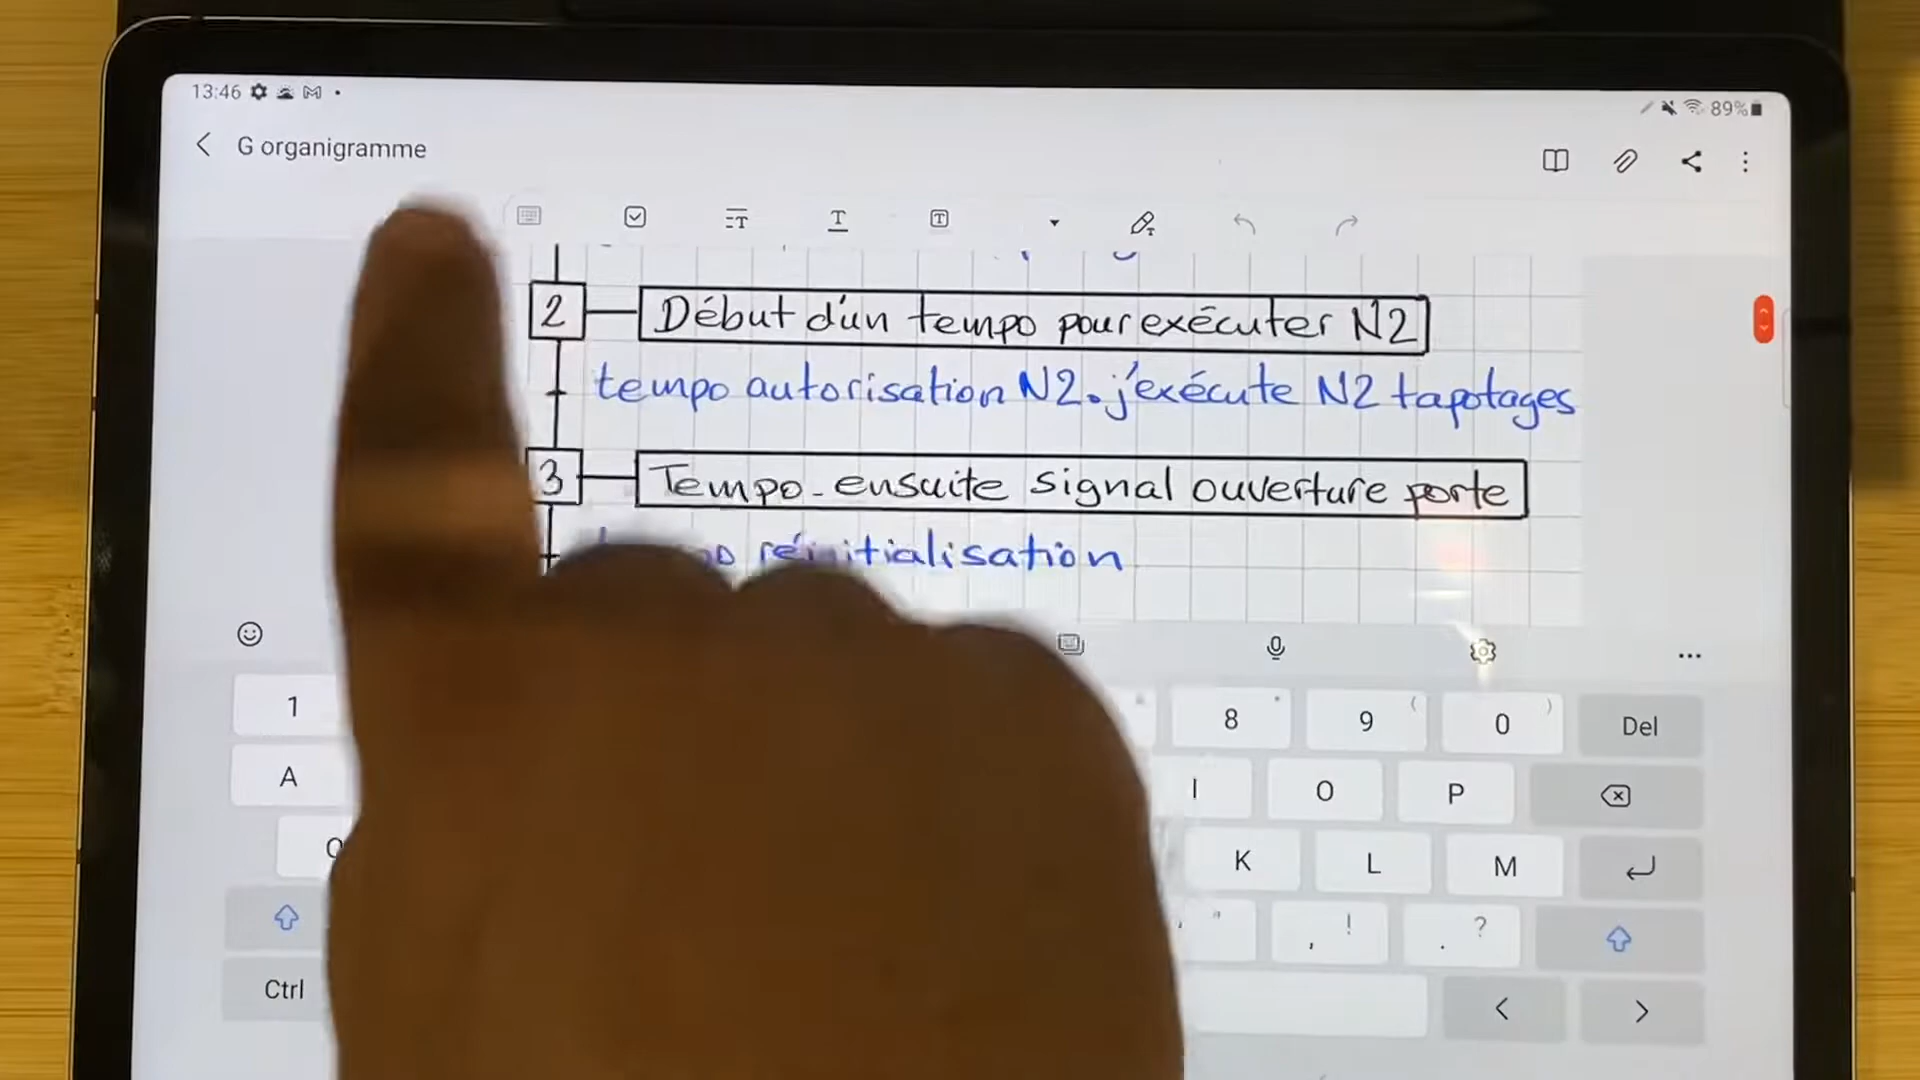 13:46
89%
G organigramme
2 Début d'un tempo pour exécuter N2
tempo autorisation N2.j'exécute N2 tapotages
3 Tempo-ensuite signal ouverture porte
réinitialisation
1 8 9 ( 0 ) Del
A I O P
K L M
, ! . ?
Ctrl < >